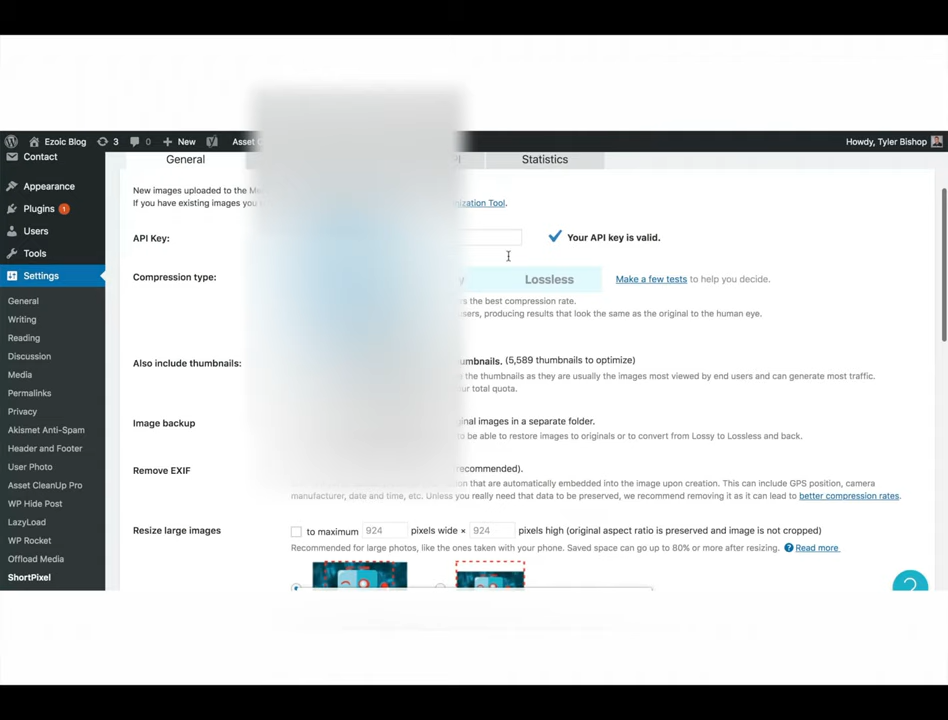 Ezoic Blog 3 0 New Asset Howdy, Tyler Bishop
Contact
Appearance
Plugins 1
Users
Tools
Settings
General
Writing
Reading
Discussion
Media
Permalinks
Privacy
Akismet Anti-Spam
Header and Footer
User Photo
Asset CleanUp Pro
WP Hide Post
LazyLoad
WP Rocket
Offload Media
ShortPixel
General Statistics
New images uploaded to the
If you have existing images you Tool.
API Key: Your API key is valid.
Compression type: Lossless Make a few tests to help you decide.
the best compression rate.
producing results that look the same as the original to the human eye.
Also include thumbnails: (5,589 thumbnails to optimize)
the thumbnails as they are usually the images most viewed by end users and can generate most traffic.
total quota.
Image backup images in a separate folder.
to be able to restore images to originals or to convert from Lossy to Lossless and back.
Remove EXIF
that are automatically embedded into the image upon creation. This can include GPS position, camera
manufacturer, date and time, etc. Unless you really need that data to be preserved, we recommend removing it as it can lead to better compression rates.
Resize large images to maximum 924 pixels wide × 924 pixels high (original aspect ratio is preserved and image is not cropped)
Recommended for large photos, like the ones taken with your phone. Saved space can go up to 80% or more after resizing. ? Read more